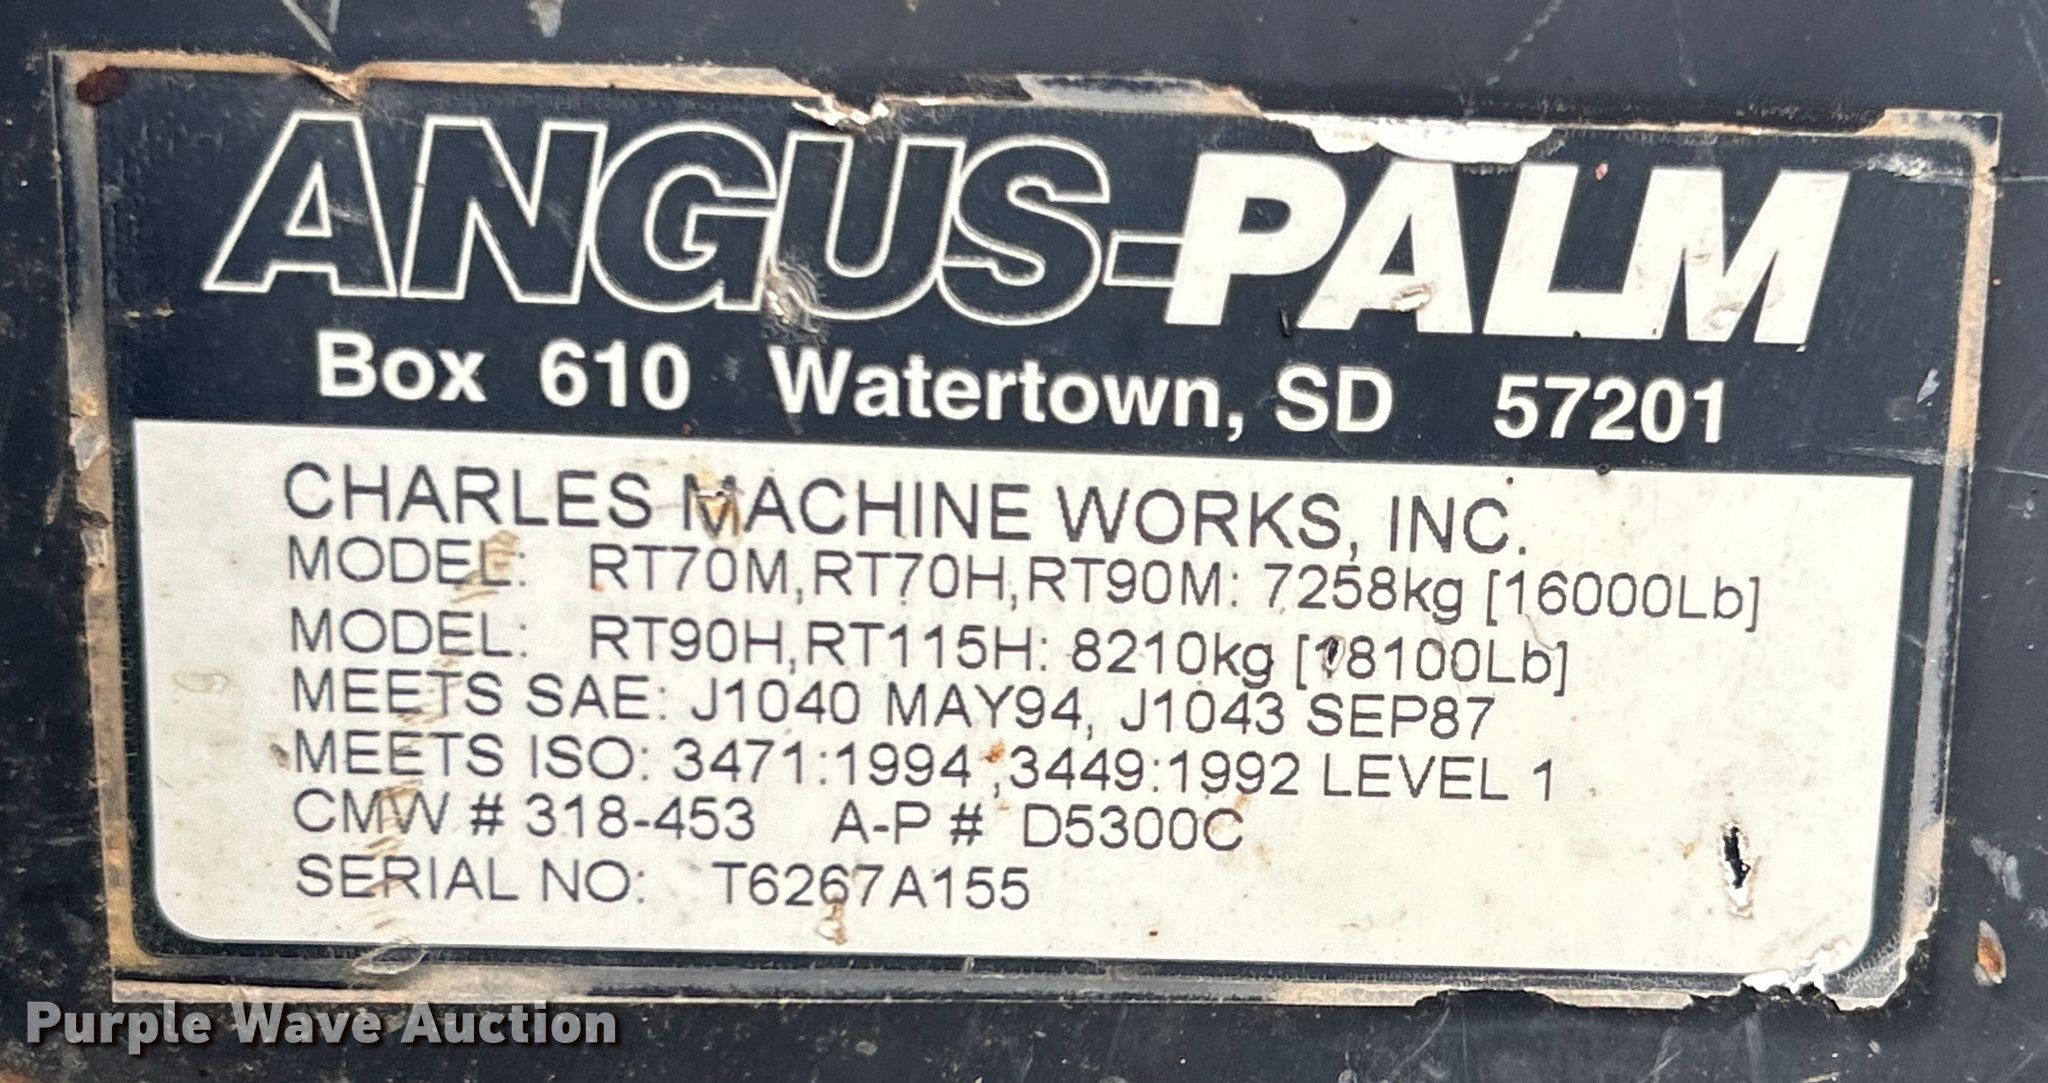 ANGUS-PALM
Box 610 Watertown, SD 57201
CHARLES MACHINE WORKS, INC.
MODEL: RT70M,RT70H,RT90M: 7258kg [16000Lb]
MODEL: RT90H,RT115H: 8210kg [18100Lb]
MEETS SAE: J1040 MAY94, J1043 SEP87
MEETS ISO: 3471:1994 ,3449:1992 LEVEL 1
CMW # 318-453 A-P # D5300C
SERIAL NO: T6267A155
Purple Wave Auction